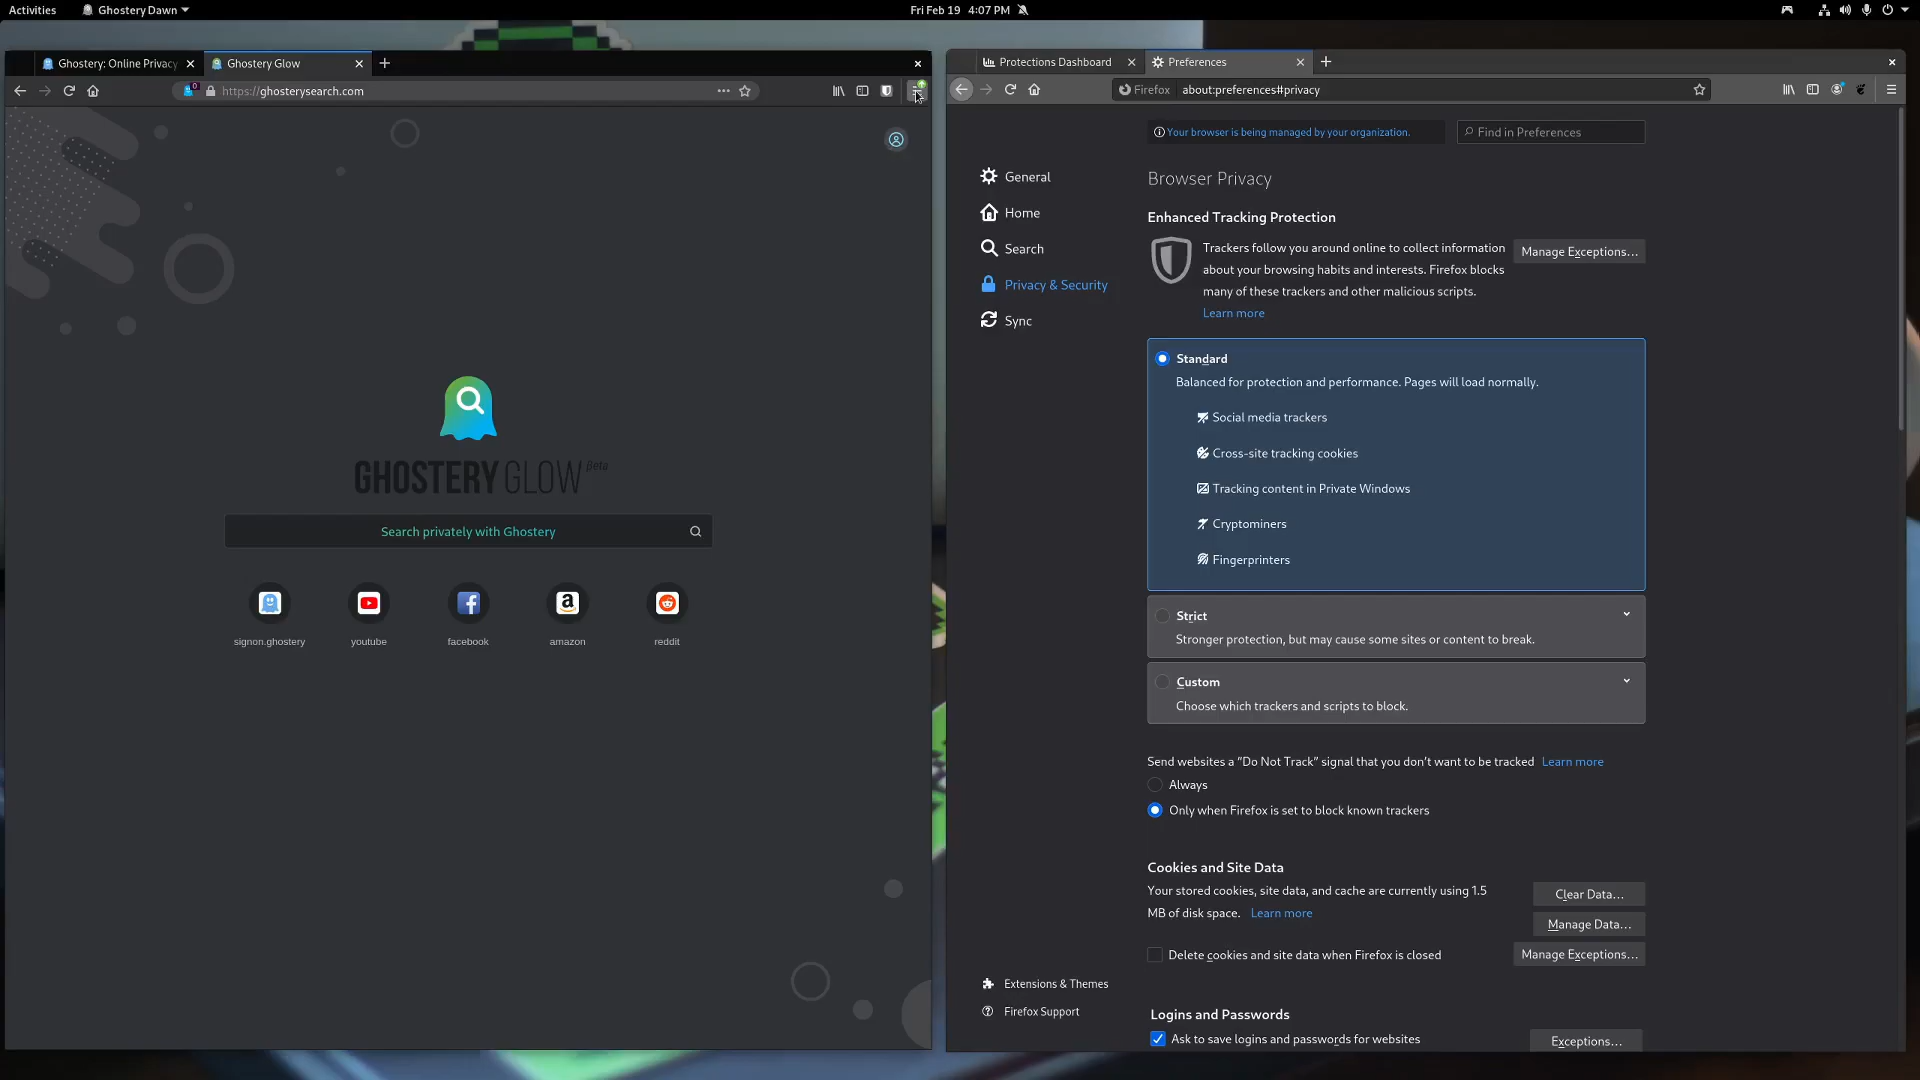 Activities
Ghostery Dawn
Fri Feb 19 4:07 PM
Ghostery: Online Privacy
Ghostery Glow
https://ghosterysearch.com
0
GHOSTERY GLOW Beta
Search privately with Ghostery
signon.ghostery
youtube
facebook
amazon
reddit
Protections Dashboard
Preferences
Firefox
about:preferences#privacy
Your browser is being managed by your organization.
Find in Preferences
General
Home
Search
Privacy & Security
Sync
Extensions & Themes
Firefox Support
Browser Privacy
Enhanced Tracking Protection
Trackers follow you around online to collect information
about your browsing habits and interests. Firefox blocks
many of these trackers and other malicious scripts.
Learn more
Manage Exceptions...
Standard
Balanced for protection and performance. Pages will load normally.
Social media trackers
Cross-site tracking cookies
Tracking content in Private Windows
Cryptominers
Fingerprinters
Strict
Stronger protection, but may cause some sites or content to break.
Custom
Choose which trackers and scripts to block.
Send websites a “Do Not Track” signal that you don’t want to be tracked Learn more
Always
Only when Firefox is set to block known trackers
Cookies and Site Data
Your stored cookies, site data, and cache are currently using 1.5
MB of disk space. Learn more
Clear Data...
Manage Data...
Delete cookies and site data when Firefox is closed
Manage Exceptions...
Logins and Passwords
Ask to save logins and passwords for websites
Exceptions...